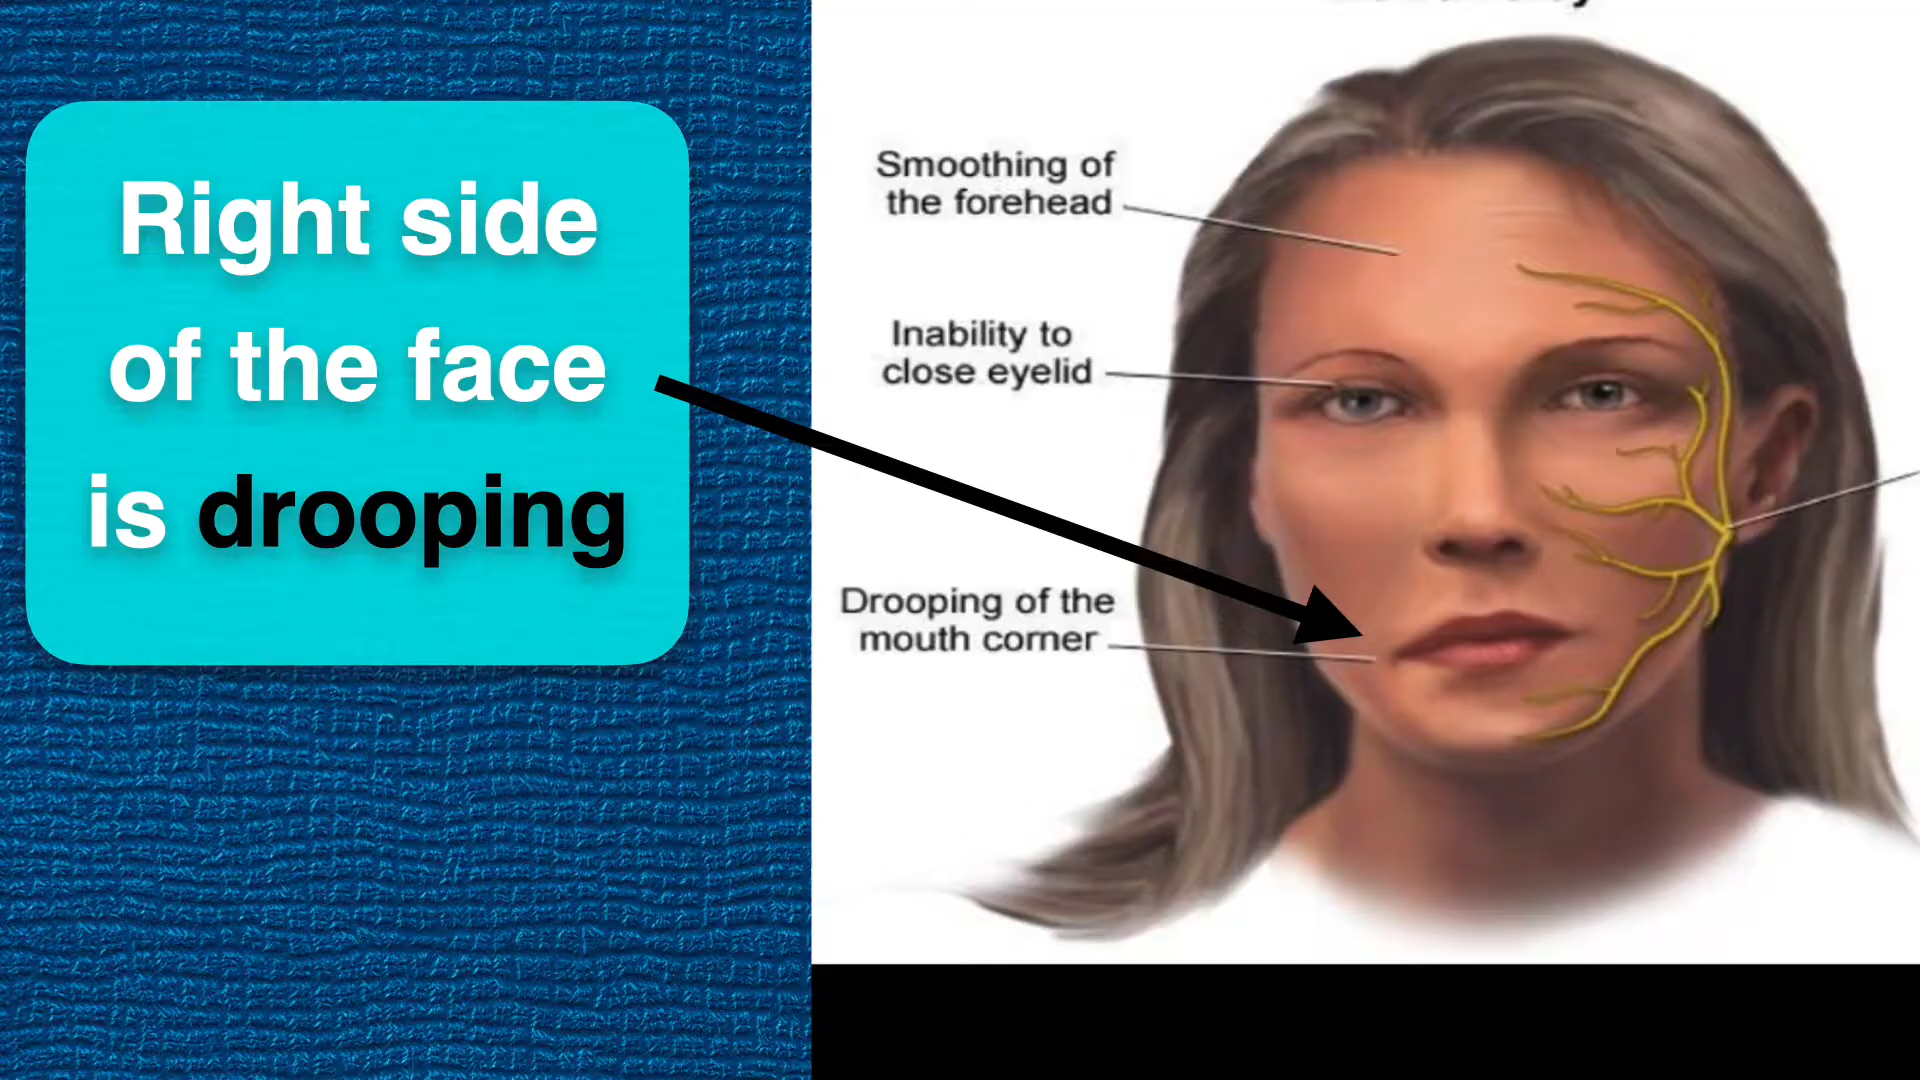 Right side
of the face
is drooping
Smoothing of
the forehead
Inability to
close eyelid
Drooping of the
mouth corner